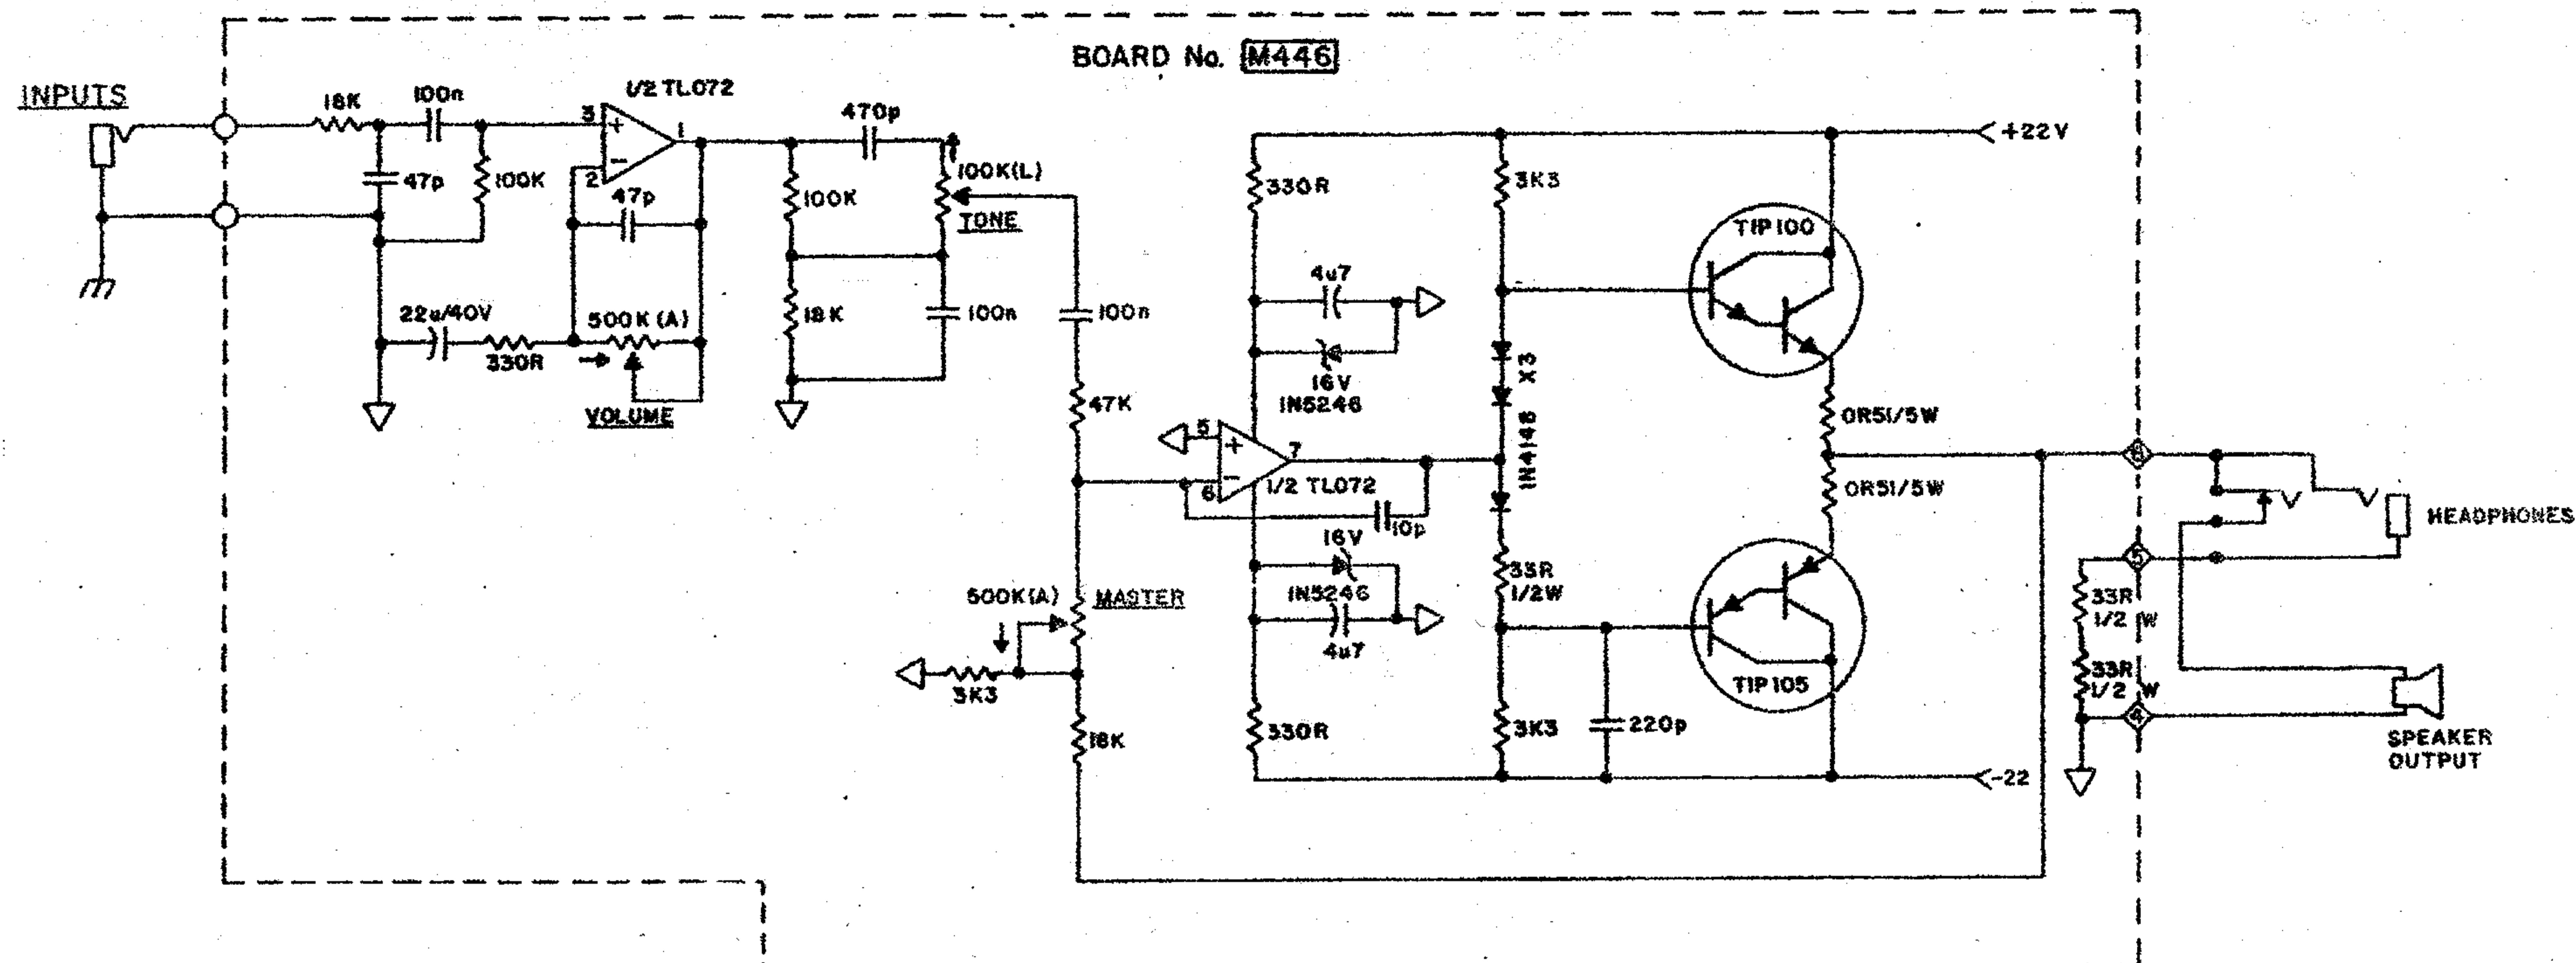 BOARD No. M446
INPUTS
18K
100n
1/2 TL072
3
+
1
-
2
47p
100K
47p
22u/40V
330R
500K (A)
VOLUME
470p
100K(L)
TONE
100K
18K
100n
100n
47K
+22V
330R
3K3
TIP100
4u7
16V
1N5246
X3
1N4148
0R51/5W
0R51/5W
5
+
7
-
6
1/2 TL072
10p
16V
1N5246
4u7
33R
1/2W
500K(A)
MASTER
3K3
18K
330R
3K3
220p
TIP105
-22
6
5
4
HEADPHONES
33R
1/2 W
33R
1/2 W
SPEAKER
OUTPUT